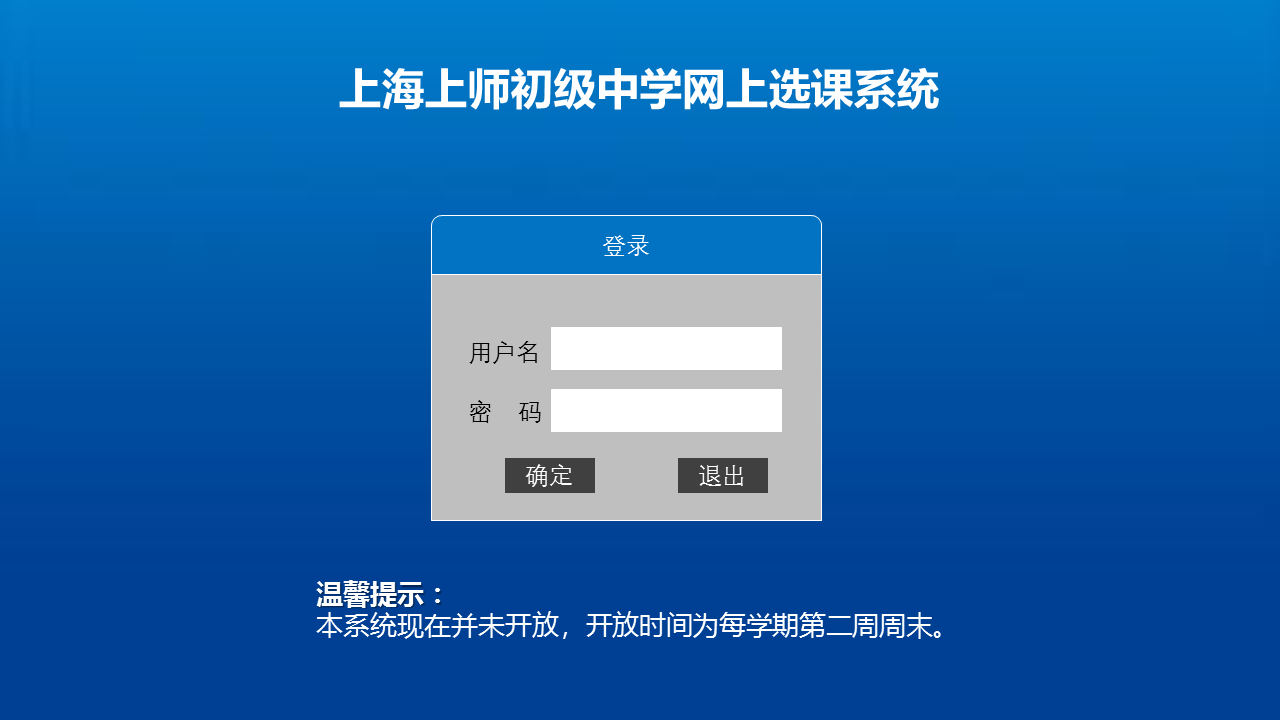 上海上师初级中学网上选课系统
登录
用户名
密 码
确定 退出
温馨提示：
本系统现在并未开放，开放时间为每学期第二周周末。